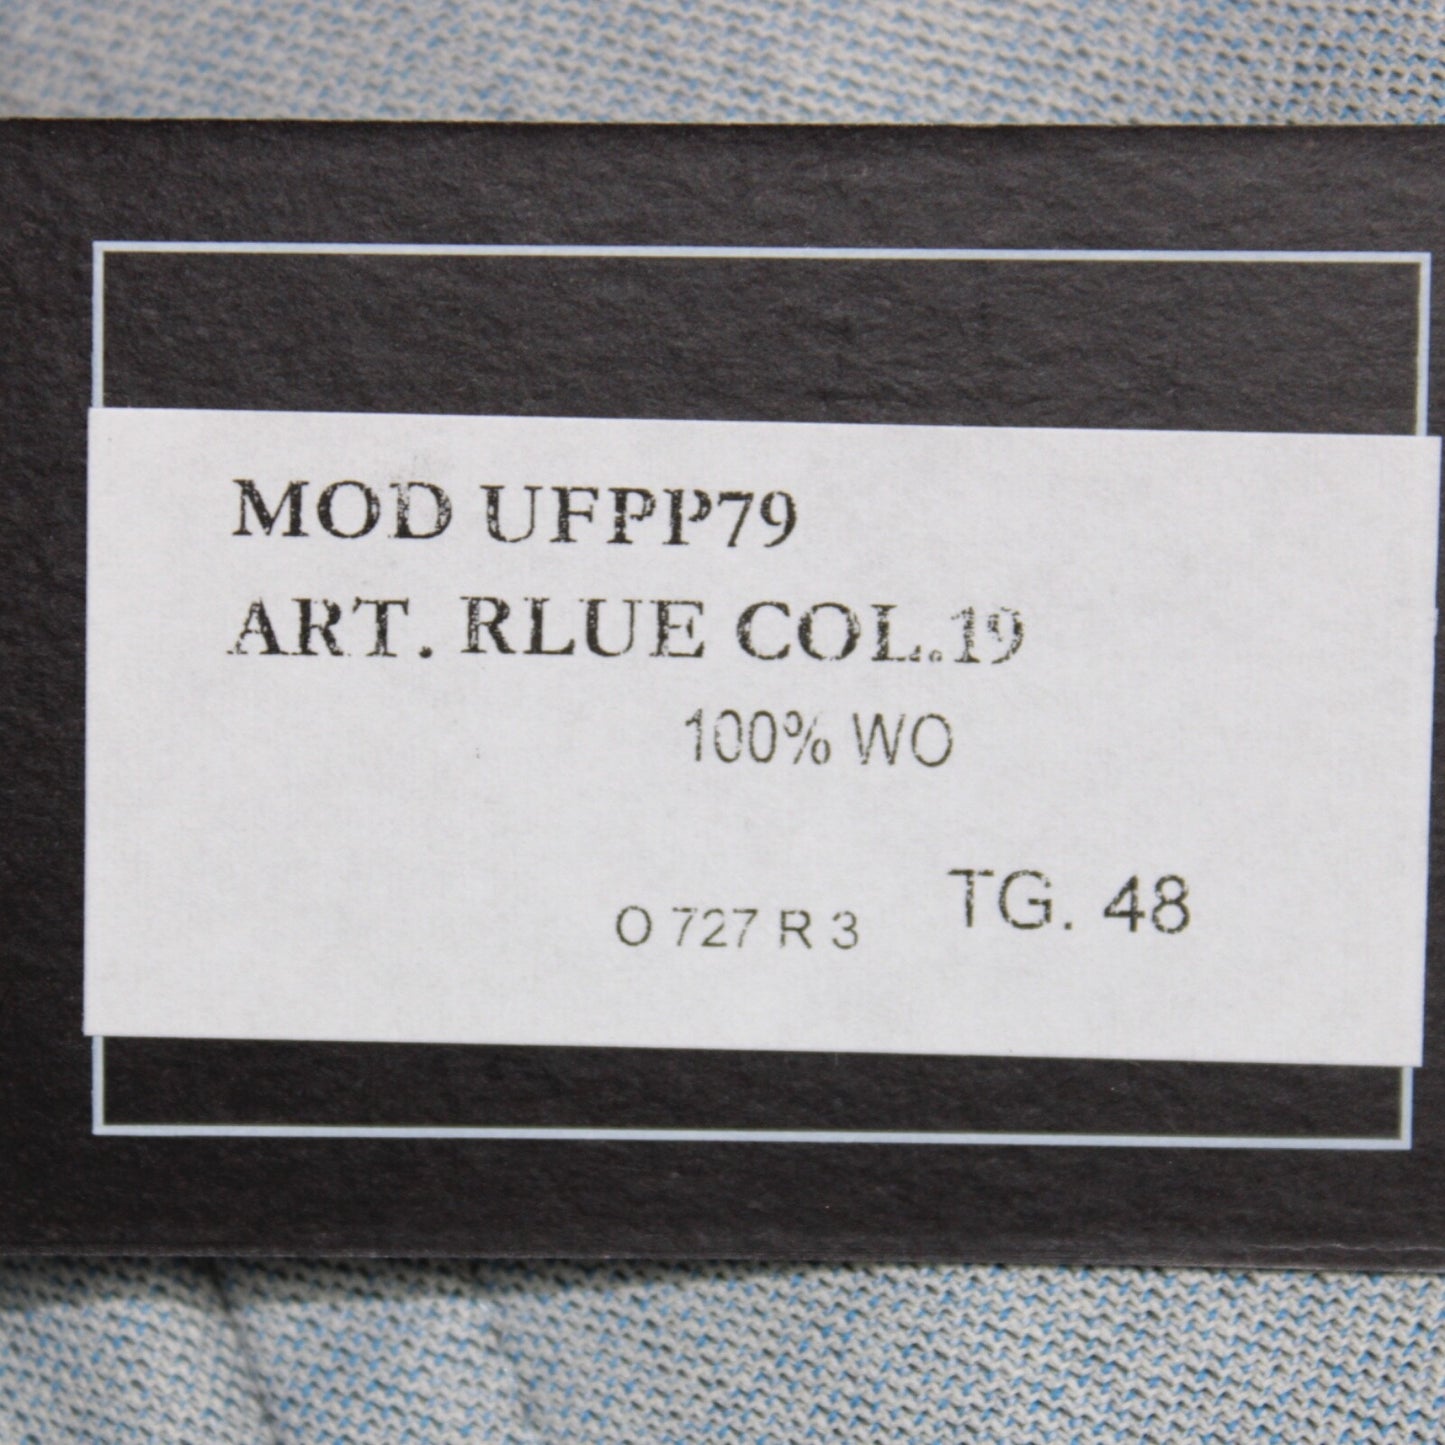 MOD UFPP79
ART. RLUE COL.19
100% WO
O 727 R 3 TG. 48